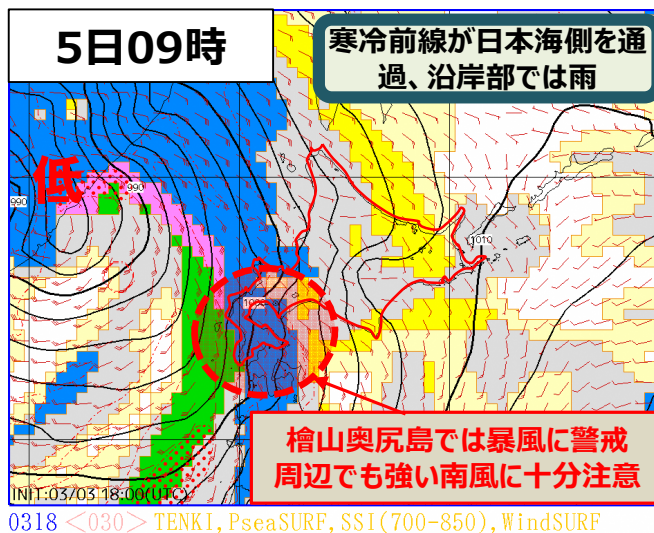 5日09時
寒冷前線が日本海側を通
過、沿岸部では雨
低
990
990
1010
1000
檜山奥尻島では暴風に警戒
周辺でも強い南風に十分注意
INIT:03/03 18:00(UTC)
0318 <030> TENKI,PseaSURF,SSI(700-850),WindSURF